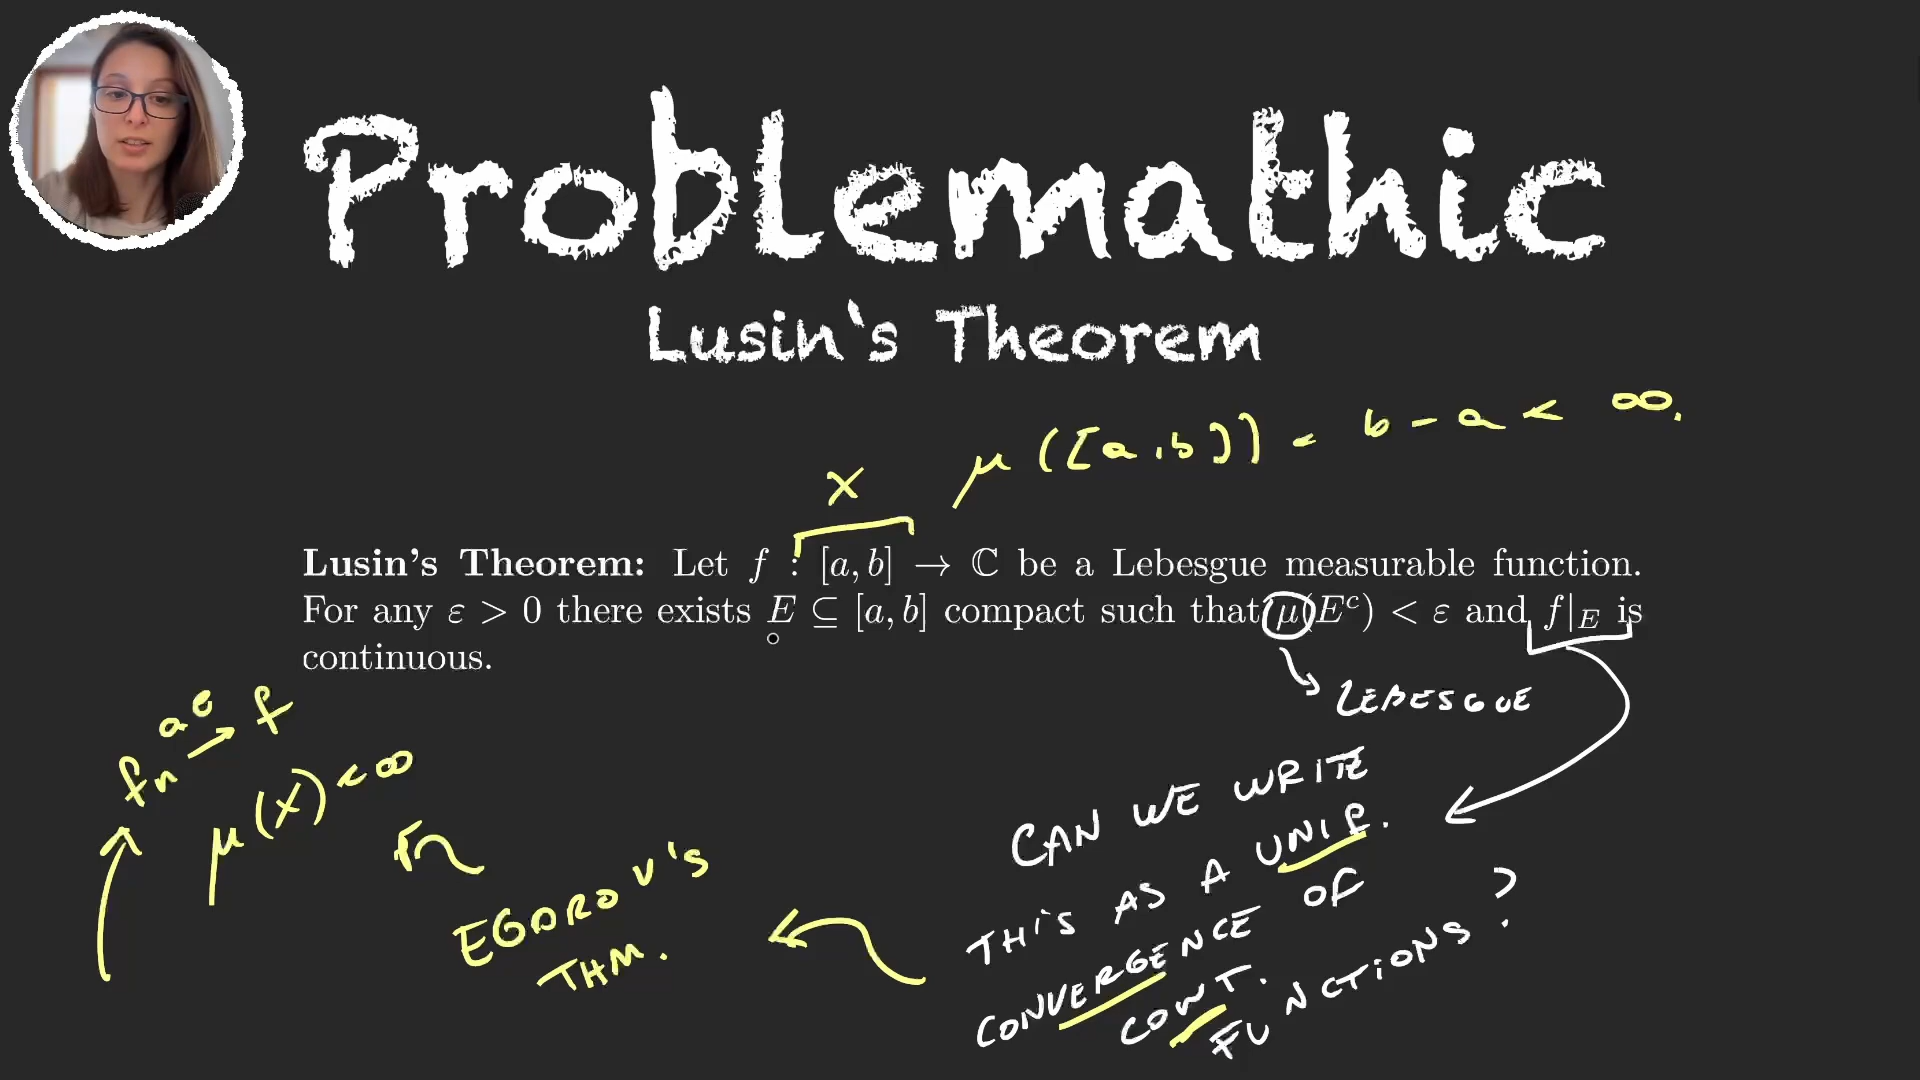 Problemathic
Lusin's Theorem
μ([a,b]) = b - a < ∞.
X
Lusin's Theorem: Let f : [a, b] → ℂ be a Lebesgue measurable function.
For any ε > 0 there exists E ⊆ [a, b] compact such that μ(Eᶜ) < ε and f|_E is
continuous.
LEBESGUE
fn → f
ae
μ(X) < ∞
EGOROV'S
THM.
CAN WE WRITE
THIS AS A UNIF.
CONVERGENCE OF
CONT.
FUNCTIONS?